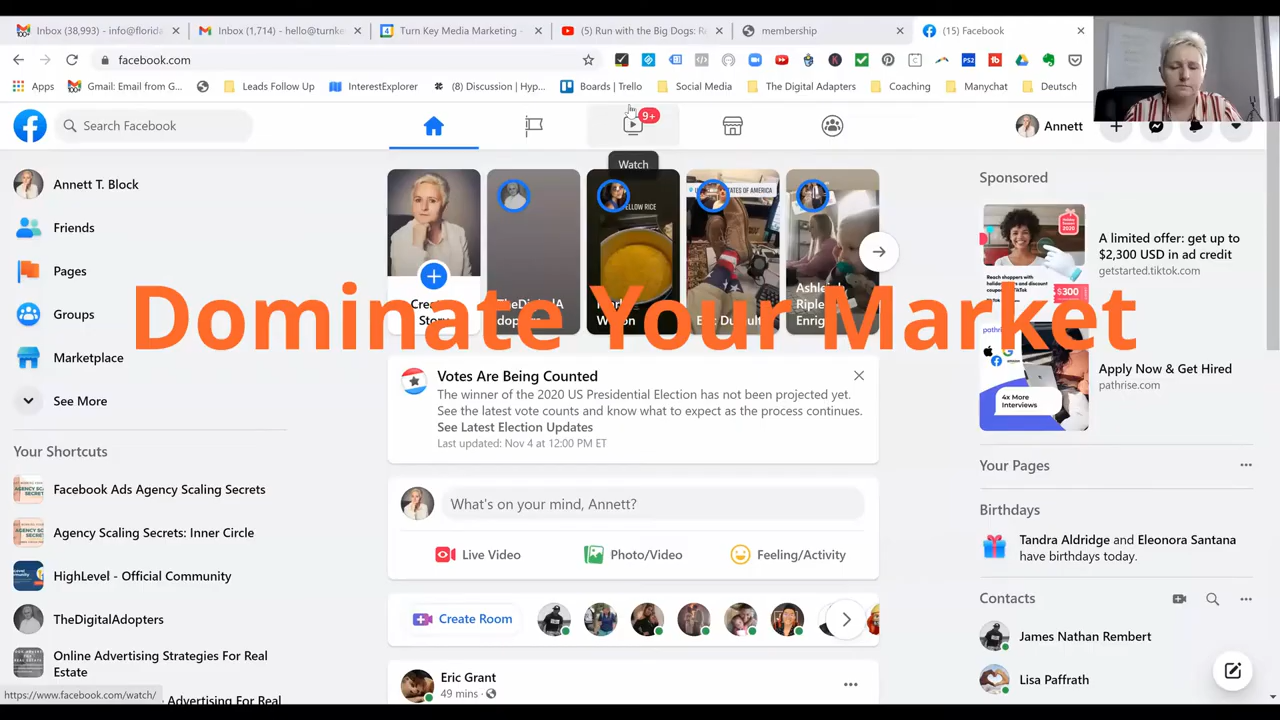 Inbox (38,993) - info@florida
Inbox (1,714) - hello@turnke
Turn Key Media Marketing -
(5) Run with the Big Dogs: R
membership
(15) Facebook
facebook.com
Apps
Gmail: Email from G...
Leads Follow Up
InterestExplorer
(8) Discussion | Hyp...
Boards | Trello
Social Media
The Digital Adapters
Coaching
Manychat
Deutsch
Search Facebook
9+
Annett
Watch
Annett T. Block
Friends
Pages
Groups
Marketplace
See More
Your Shortcuts
Facebook Ads Agency Scaling Secrets
Agency Scaling Secrets: Inner Circle
HighLevel - Official Community
TheDigitalAdopters
Online Advertising Strategies For Real
Estate
Advertising For Real
https://www.facebook.com/watch/
Dominate Your Market
Votes Are Being Counted
The winner of the 2020 US Presidential Election has not been projected yet.
See the latest vote counts and know what to expect as the process continues.
See Latest Election Updates
Last updated: Nov 4 at 12:00 PM ET
What's on your mind, Annett?
Live Video
Photo/Video
Feeling/Activity
Create Room
Eric Grant
49 mins ·
Sponsored
A limited offer: get up to
$2,300 USD in ad credit
getstarted.tiktok.com
$300
Apply Now & Get Hired
pathrise.com
4x More
Interviews
Your Pages
Birthdays
Tandra Aldridge and Eleonora Santana
have birthdays today.
Contacts
James Nathan Rembert
Lisa Paffrath